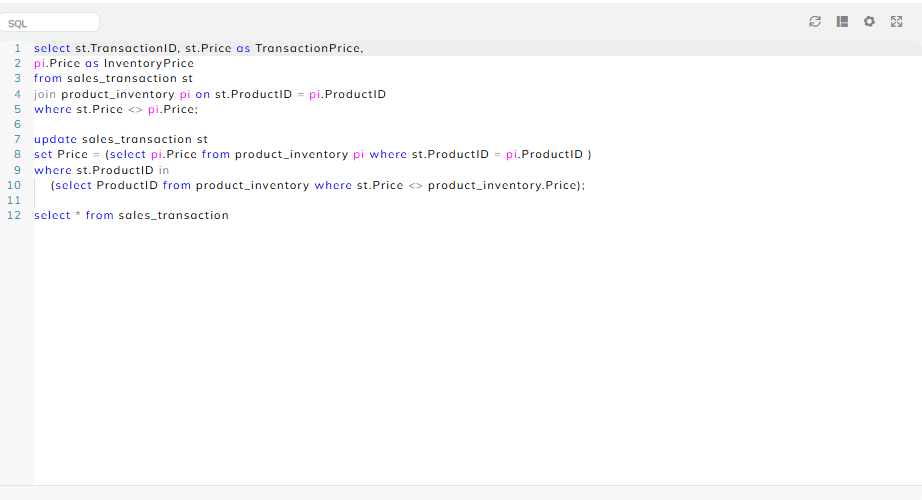 SQL
1 select st.TransactionID, st.Price as TransactionPrice,
2 pi.Price as InventoryPrice
3 from sales_transaction st
4 join product_inventory pi on st.ProductID = pi.ProductID
5 where st.Price <> pi.Price;
6
7 update sales_transaction st
8 set Price = (select pi.Price from product_inventory pi where st.ProductID = pi.ProductID )
9 where st.ProductID in
10 (select ProductID from product_inventory where st.Price <> product_inventory.Price);
11
12 select * from sales_transaction